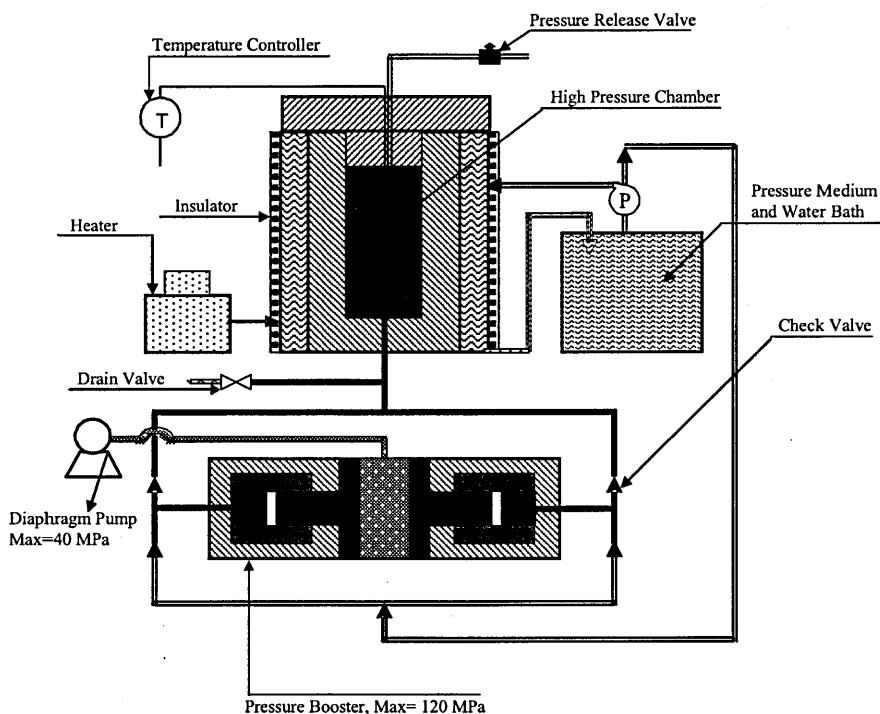 Pressure Release Valve
Temperature Controller
High Pressure Chamber
T
Insulator
P
Pressure Medium
and Water Bath
Heater
Check Valve
Drain Valve
Diaphragm Pump
Max=40 MPa
Pressure Booster, Max= 120 MPa